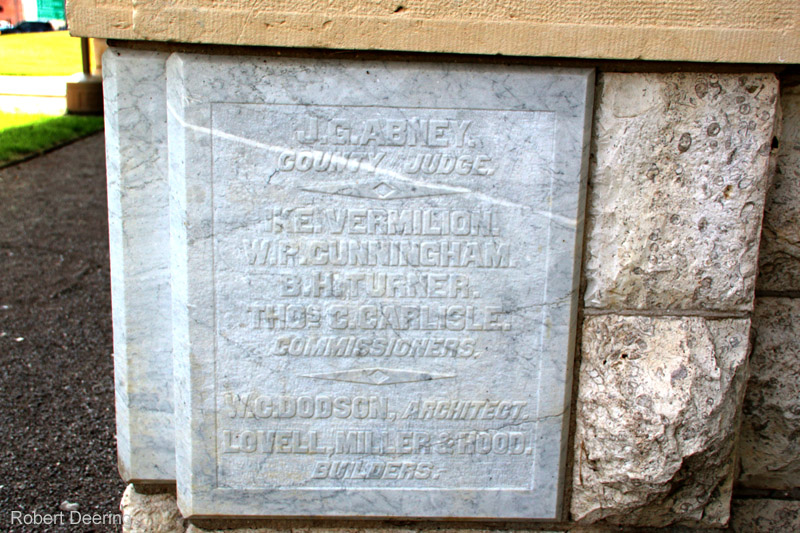 J.G. ABNEY.
COUNTY JUDGE.
I.K.E. VERMILION.
W.P. CUNNINGHAM.
B.H. TURNER.
THOS C. CARLISLE.
COMMISSIONERS.
W.C. DODSON, ARCHITECT.
LOVELL, MILLER & HOOD.
BUILDERS.
Robert Deering